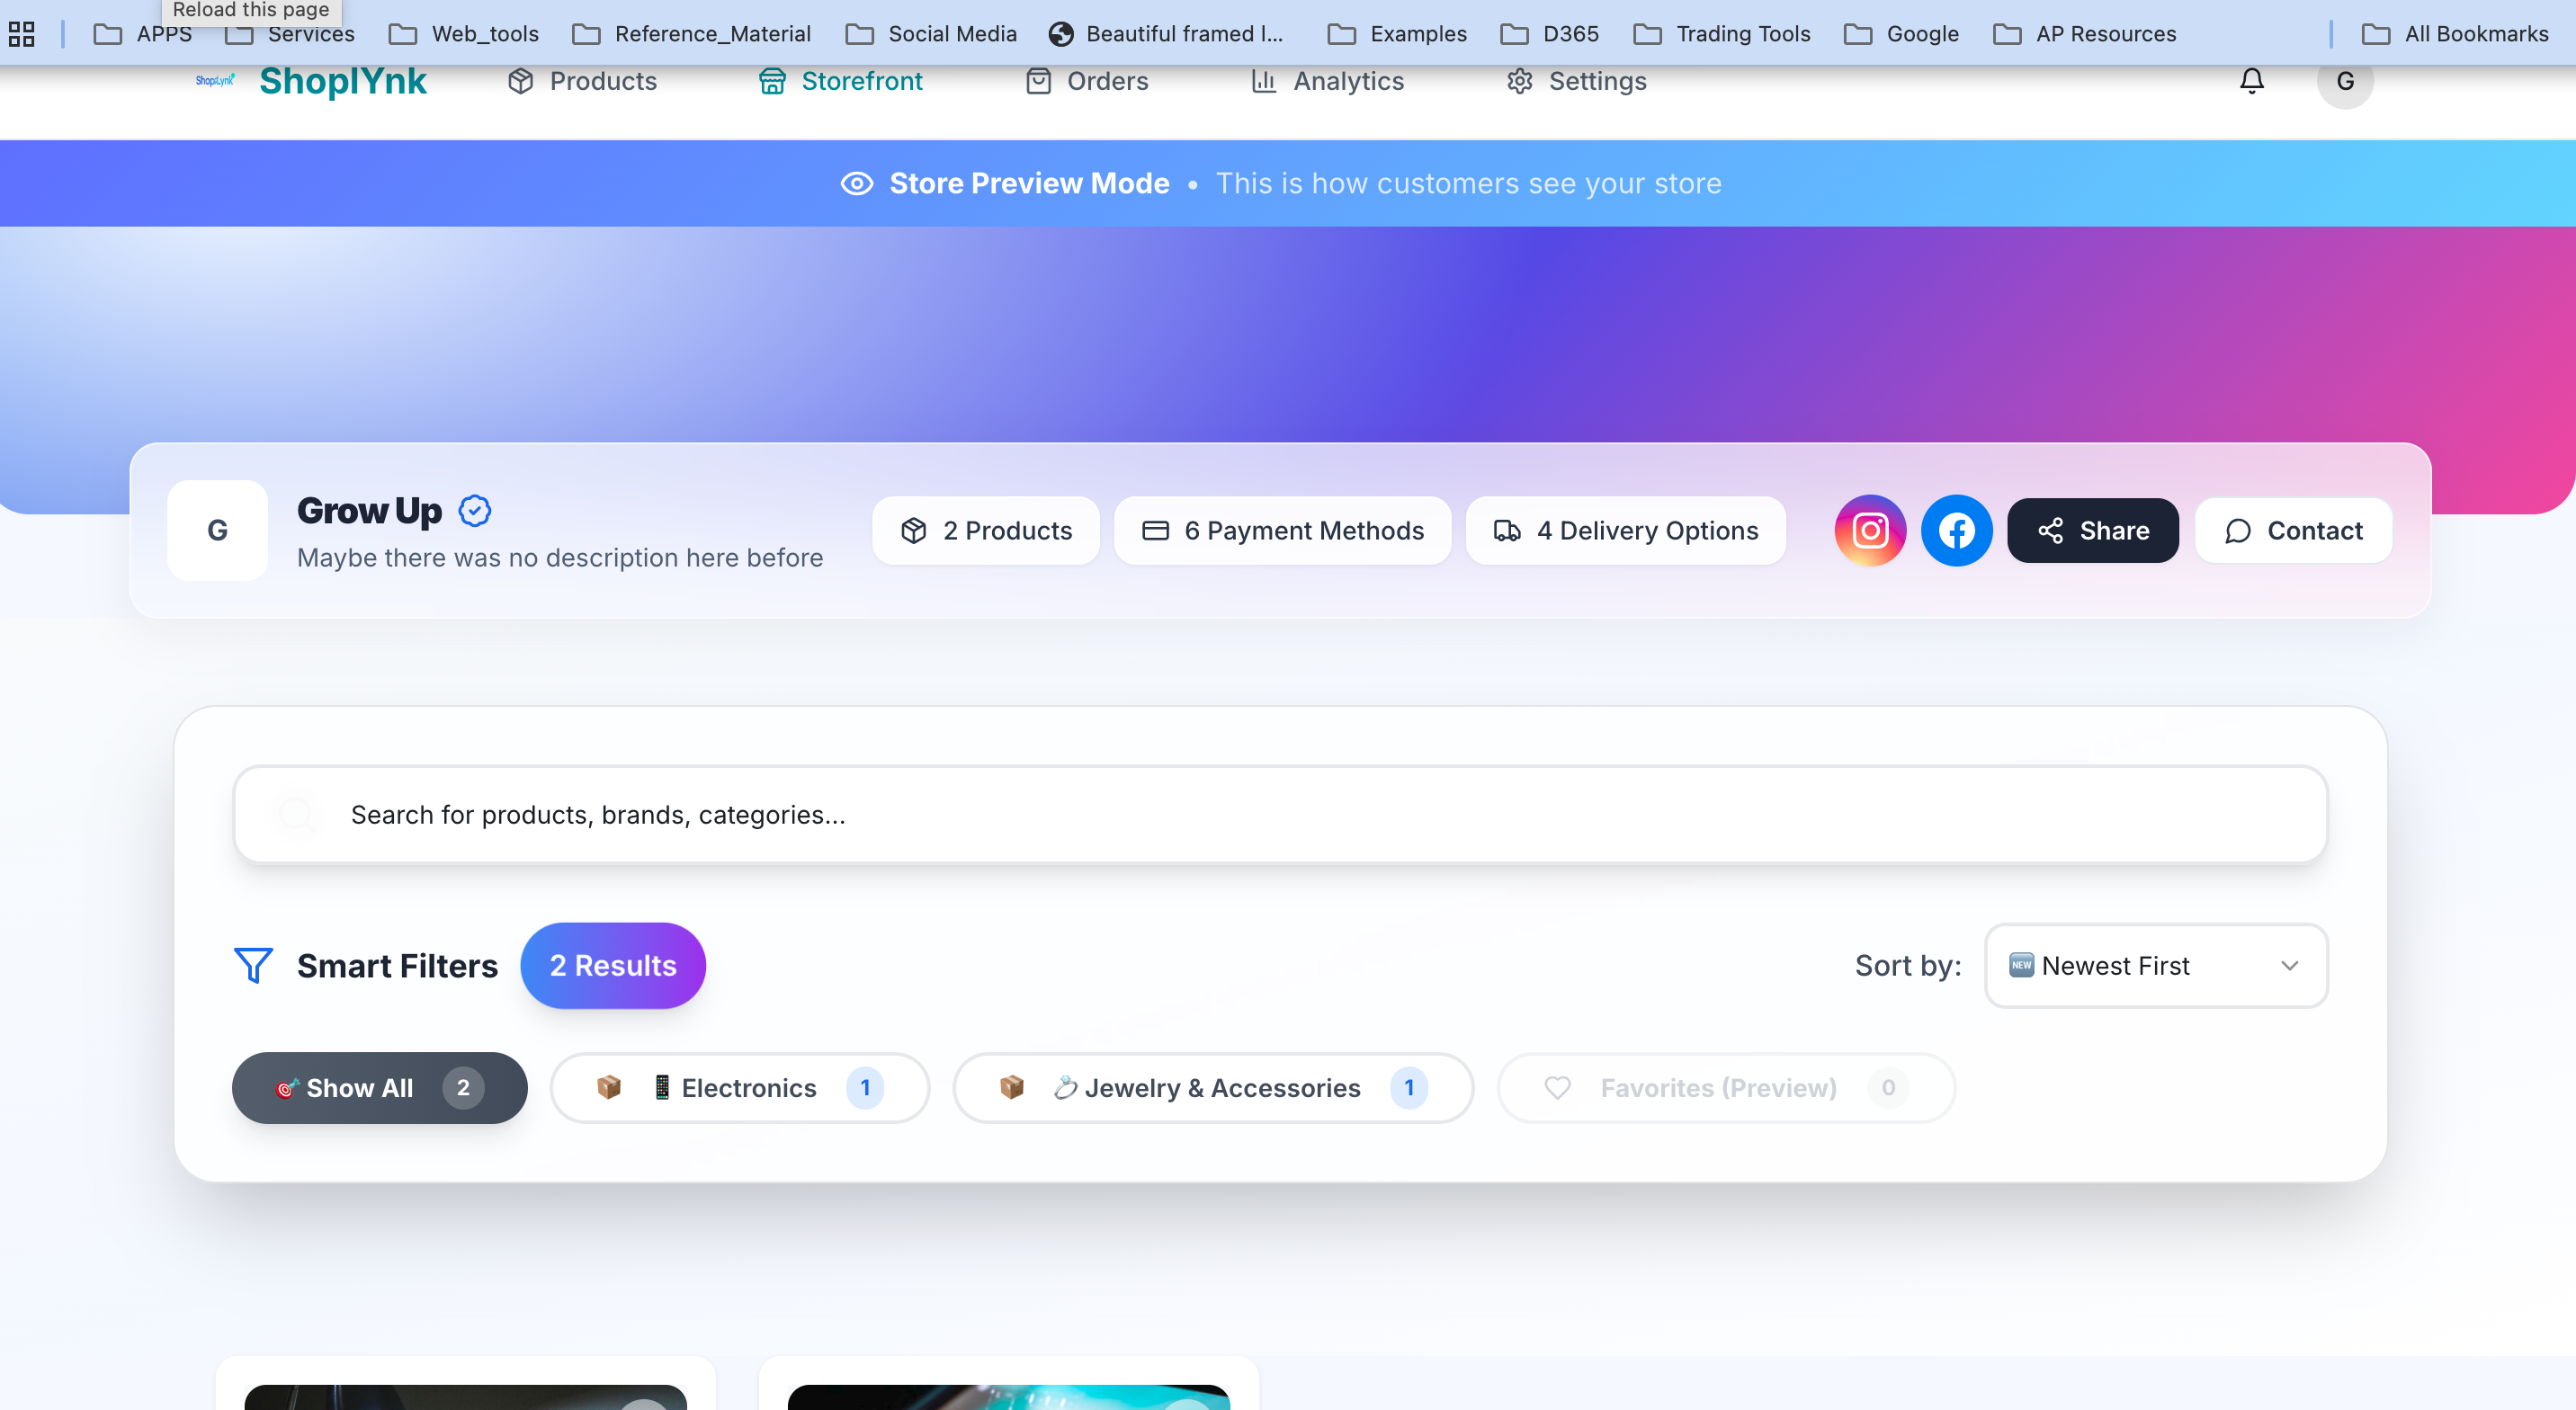 Reload this page
APPS
Services
Web_tools
Reference_Material
Social Media
Beautiful framed l...
Examples
D365
Trading Tools
Google
AP Resources
All Bookmarks
ShoplYnk
ShoplYnk
Products
Storefront
Orders
Analytics
Settings
G
Store Preview Mode • This is how customers see your store
G
Grow Up
Maybe there was no description here before
2 Products
6 Payment Methods
4 Delivery Options
Share
Contact
Search for products, brands, categories...
Smart Filters
2 Results
Sort by:
NEW Newest First
Show All 2
Electronics 1
Jewelry & Accessories 1
Favorites (Preview) 0